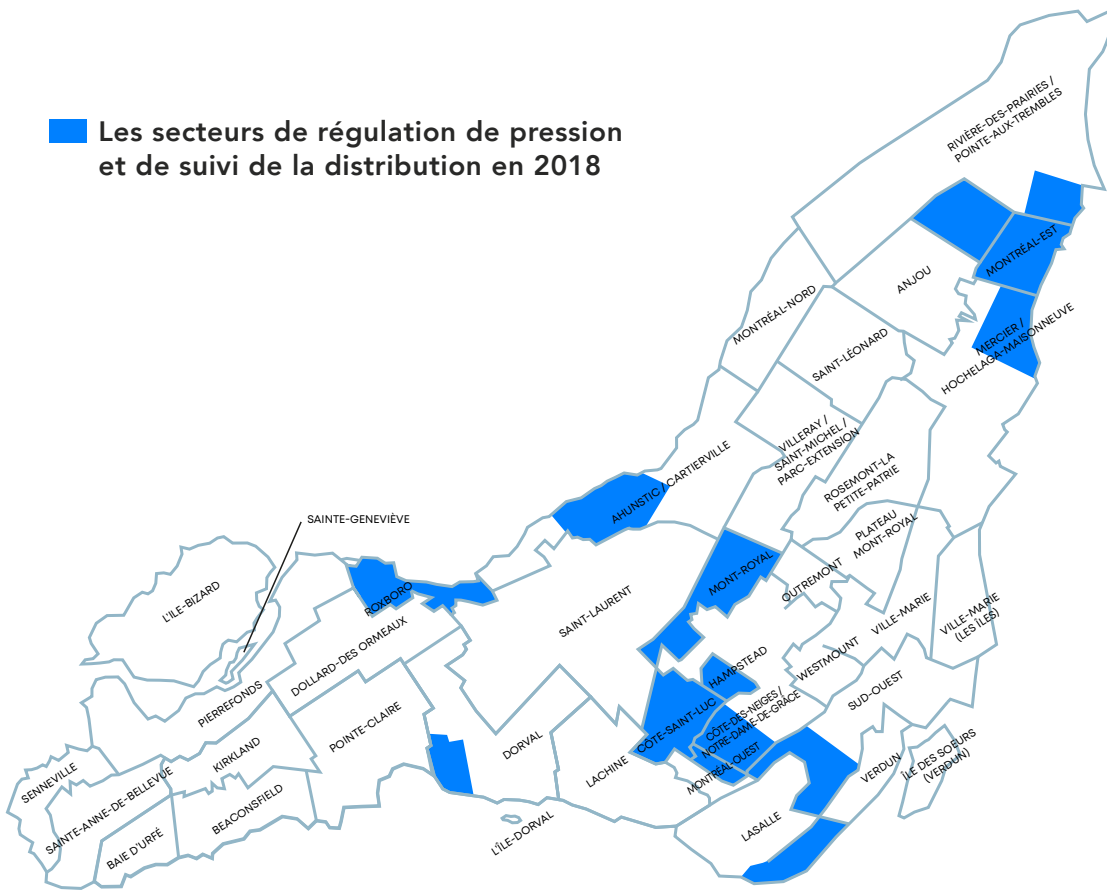 Les secteurs de régulation de pression
et de suivi de la distribution en 2018
RIVIÈRE-DES-PRAIRIES /
POINTE-AUX-TREMBLES
MONTRÉAL-EST
ANJOU
MONTRÉAL-NORD
MERCIER /
HOCHELAGA-MAISONNEUVE
SAINT-LÉONARD
VILLERAY /
SAINT-MICHEL /
PARC-EXTENSION
ROSEMONT-LA
PETITE-PATRIE
AHUNSTIC / CARTIERVILLE
PLATEAU
MONT-ROYAL
SAINTE-GENEVIÈVE
MONT-ROYAL
OUTREMONT
L'ILE-BIZARD
ROXBORO
SAINT-LAURENT
VILLE-MARIE
VILLE-MARIE
(LES ÎLES)
DOLLARD-DES ORMEAUX
HAMPSTEAD
WESTMOUNT
SUD-OUEST
PIERREFONDS
CÔTE-SAINT-LUC
CÔTE-DES-NEIGES /
NOTRE-DAME-DE-GRÂCE
POINTE-CLAIRE
KIRKLAND
DORVAL
LACHINE
MONTRÉAL-OUEST
VERDUN
ÎLE DES SOEURS
(VERDUN)
SENNEVILLE
SAINTE-ANNE-DE-BELLEVUE
BEACONSFIELD
BAIE D'URFÉ
L'ÎLE-DORVAL
LASALLE